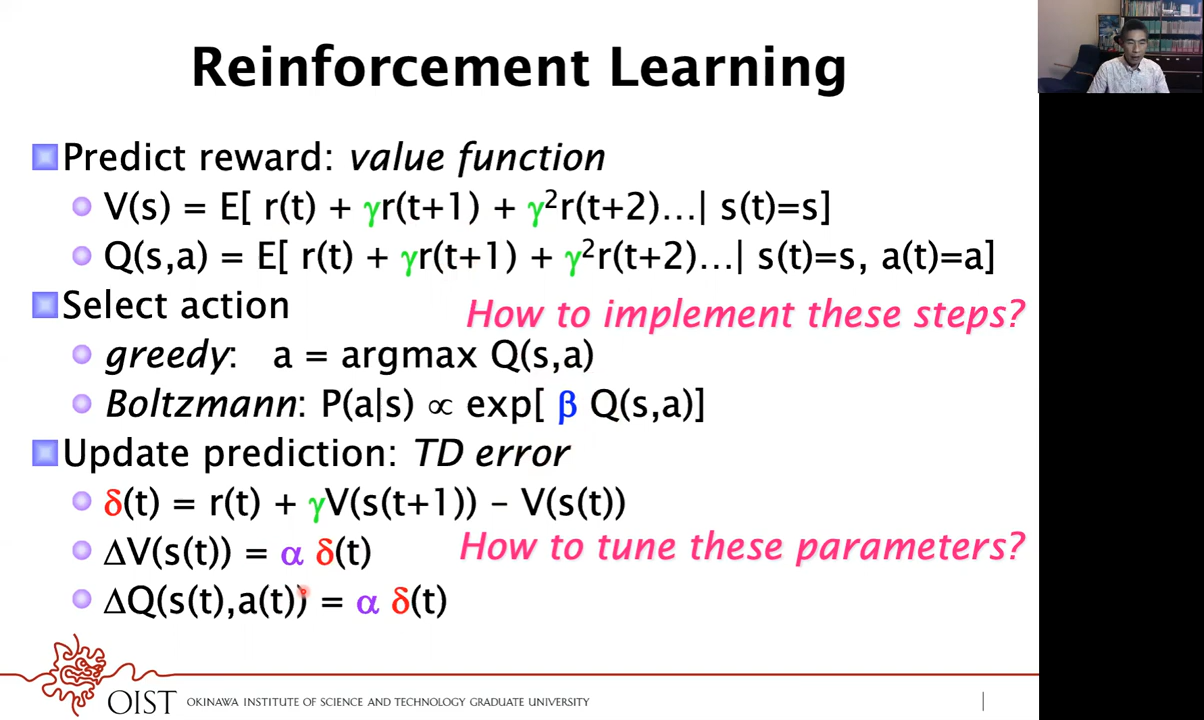 Reinforcement Learning
Predict reward: value function
V(s) = E[ r(t) + γr(t+1) + γ²r(t+2)…| s(t)=s]
Q(s,a) = E[ r(t) + γr(t+1) + γ²r(t+2)…| s(t)=s, a(t)=a]
Select action
How to implement these steps?
greedy: a = argmax Q(s,a)
Boltzmann: P(a|s) ∝ exp[ β Q(s,a)]
Update prediction: TD error
δ(t) = r(t) + γV(s(t+1)) – V(s(t))
ΔV(s(t)) = α δ(t)
How to tune these parameters?
ΔQ(s(t),a(t)) = α δ(t)
OIST OKINAWA INSTITUTE OF SCIENCE AND TECHNOLOGY GRADUATE UNIVERSITY